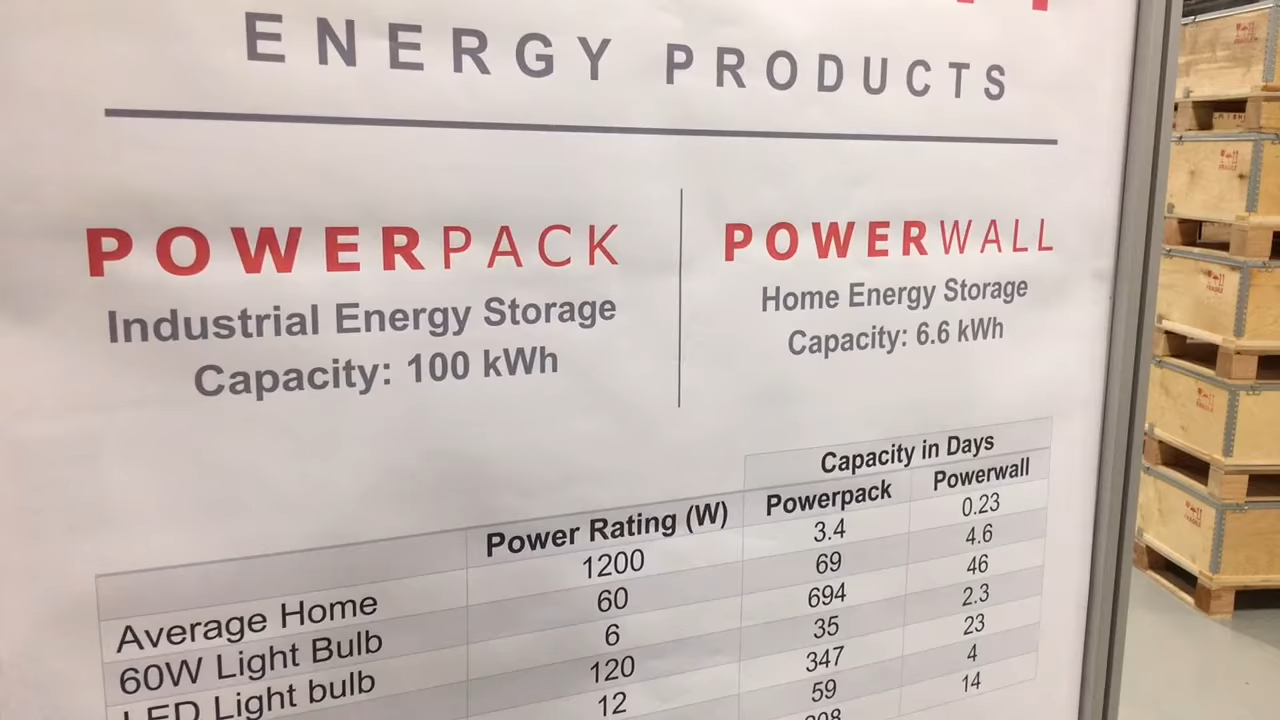 ENERGY PRODUCTS
POWERPACK
Industrial Energy Storage
Capacity: 100 kWh
POWERWALL
Home Energy Storage
Capacity: 6.6 kWh
Capacity in Days
Power Rating (W) Powerpack Powerwall
Average Home 1200 3.4 0.23
60W Light Bulb 60 69 4.6
LED Light bulb 6 694 46
120 35 2.3
12 347 23
59 4
14